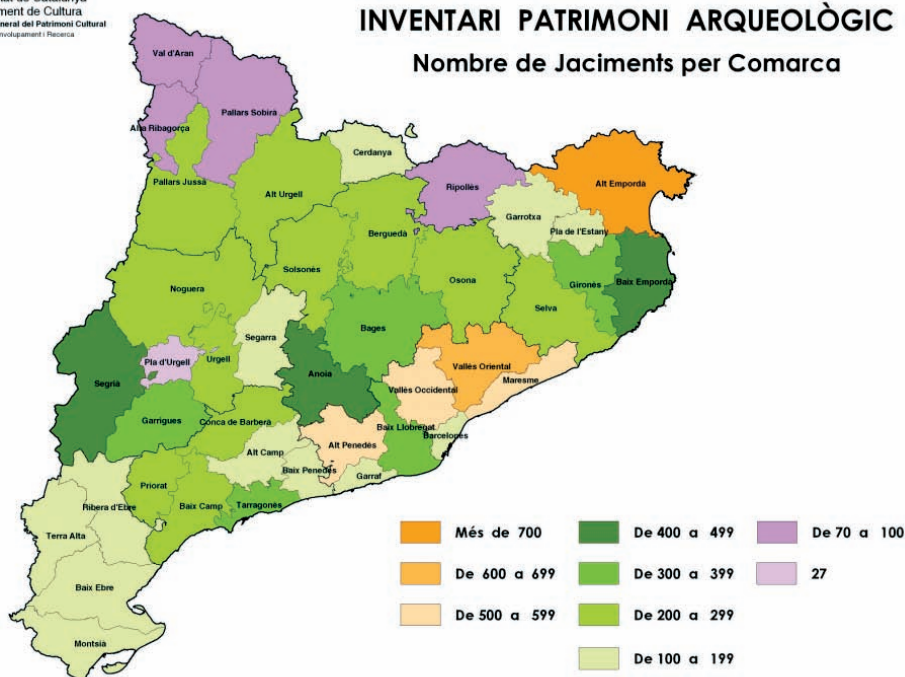 de Cultura
del Patrimoni Cultural
i Recerca
INVENTARI PATRIMONI ARQUEOLÒGIC
Nombre de Jaciments per Comarca
Val d'Aran
Pallars Sobirà
Alta Ribagorça
Cerdanya
Ripollès
Alt Empordà
Pallars Jussà
Alt Urgell
Garrotxa
Pla de l'Estany
Berguedà
Solsonès
Osona
Gironès
Baix Empordà
Noguera
Selva
Bages
Segarra
Pla d'Urgell
Urgell
Vallès Oriental
Segrià
Anoia
Maresme
Vallès Occidental
Garrigues
Conca de Barberà
Baix Llobregat
Barcelonès
Alt Penedès
Alt Camp
Baix Penedès
Garraf
Priorat
Ribera d'Ebre
Baix Camp
Tarragonès
Terra Alta
Baix Ebre
Montsià
Més de 700
De 600 a 699
De 500 a 599
De 400 a 499
De 300 a 399
De 200 a 299
De 100 a 199
De 70 a 100
27